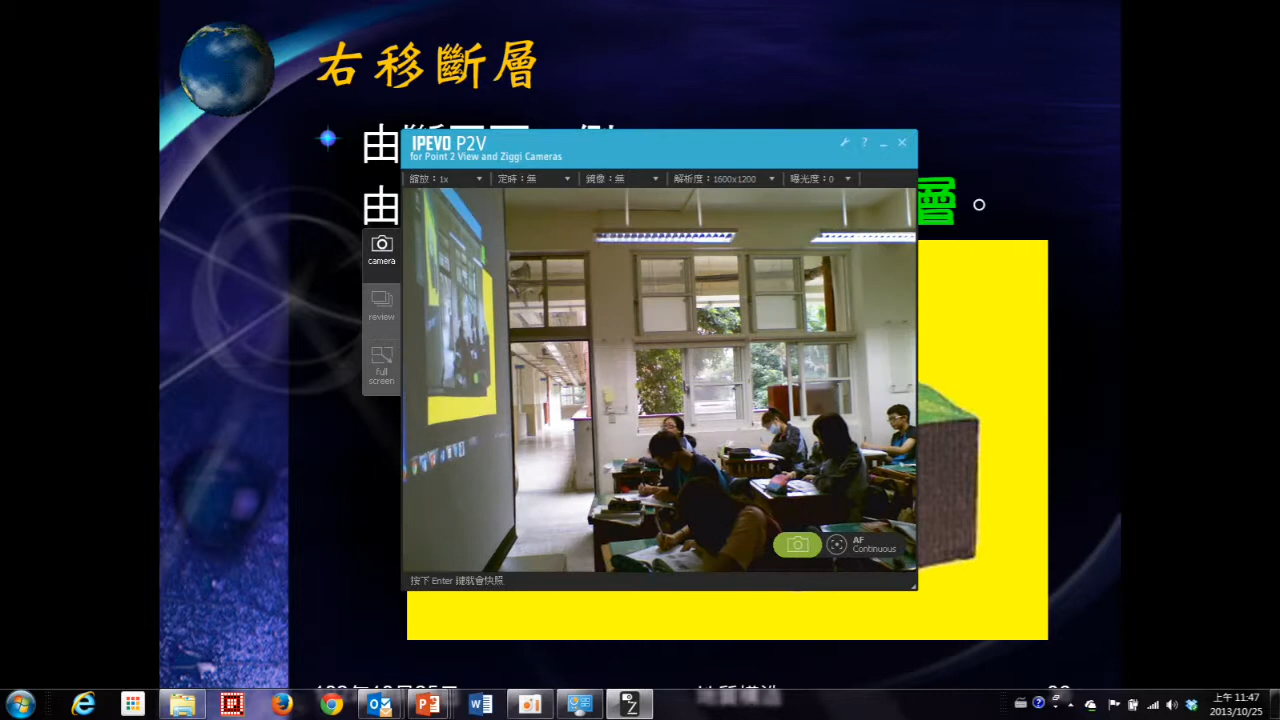 右移斷層
由
IPEVO P2V
for Point 2 View and Ziggi Cameras
縮放：1x 定時：無 鏡像：無 解析度：1600x1200 曝光度：0
由 層。
camera
review
full
screen
AF
Continuous
按下 Enter 鍵就會快照
上午 11:47
2013/10/25